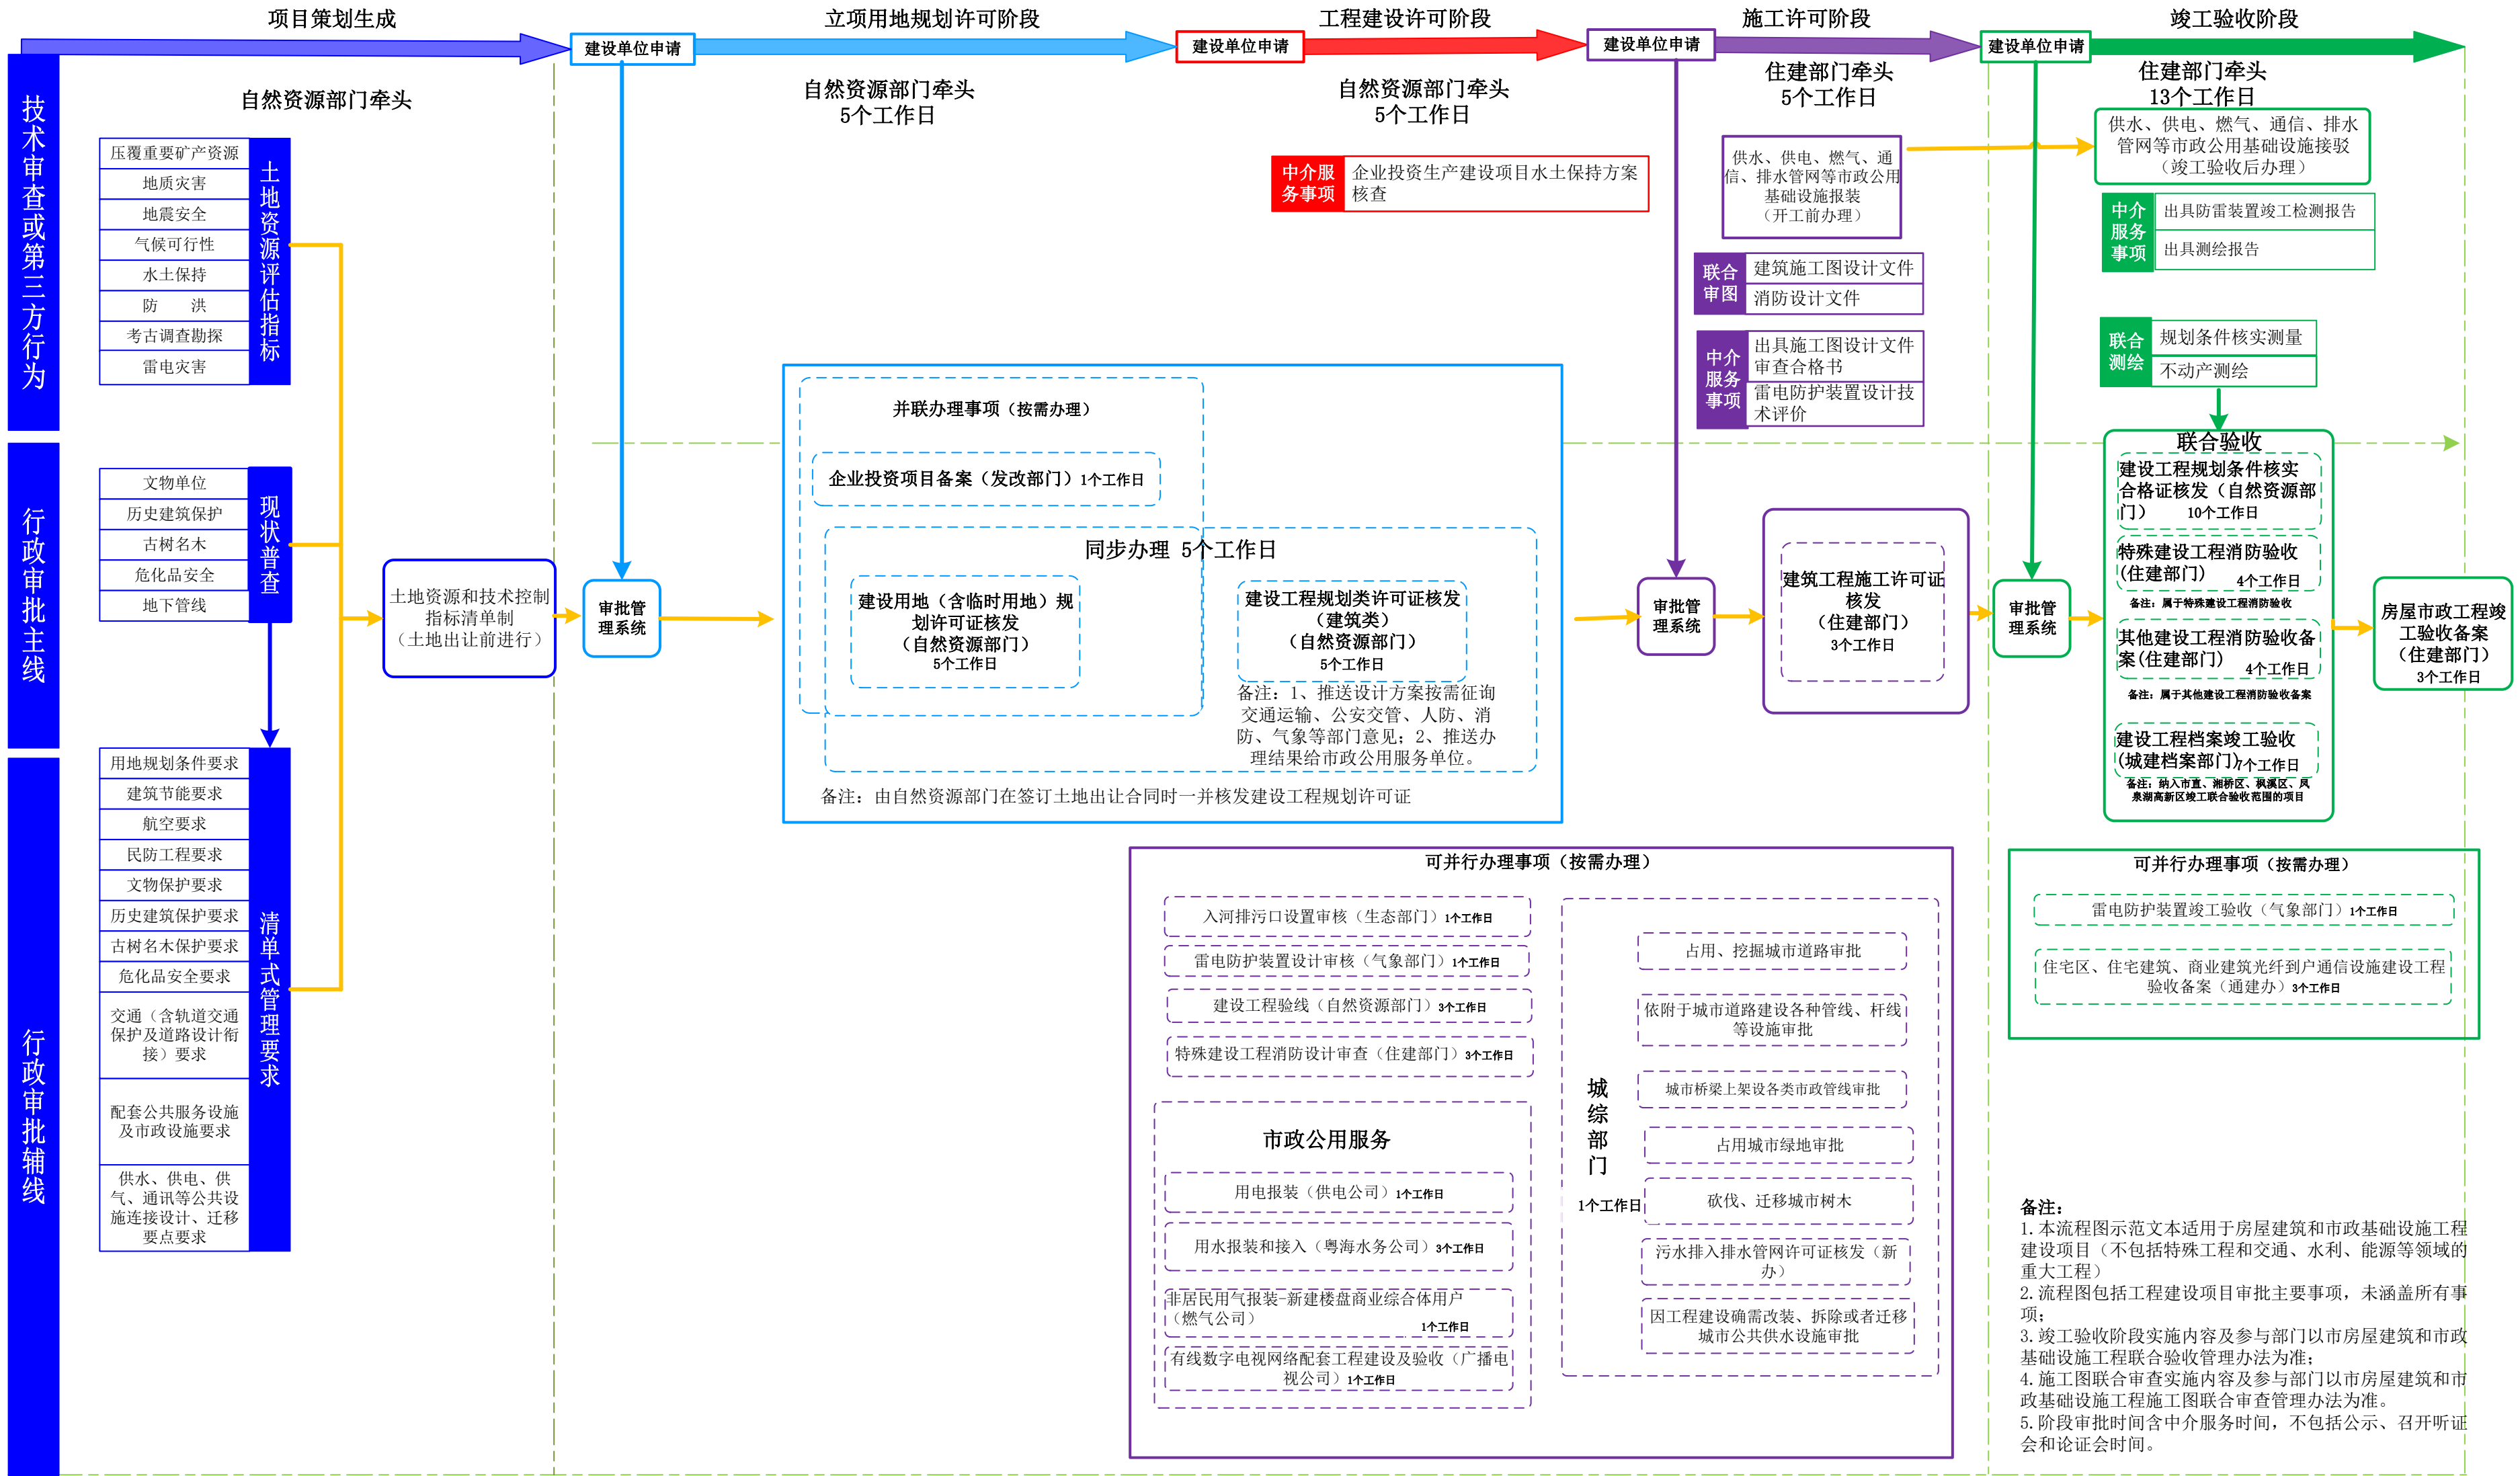 项目策划生成
立项用地规划许可阶段
工程建设许可阶段
施工许可阶段
竣工验收阶段
建设单位申请
建设单位申请
建设单位申请
建设单位申请
自然资源部门牵头
自然资源部门牵头
5个工作日
自然资源部门牵头
5个工作日
住建部门牵头
5个工作日
住建部门牵头
13个工作日
技术审查或第三方行为
行政审批主线
行政审批辅线
压覆重要矿产资源
地质灾害
地震安全
气候可行性
水土保持
防 洪
考古调查勘探
雷电灾害
土地资源评估指标
文物单位
历史建筑保护
古树名木
危化品安全
地下管线
现状普查
用地规划条件要求
建筑节能要求
航空要求
民防工程要求
文物保护要求
历史建筑保护要求
古树名木保护要求
危化品安全要求
交通（含轨道交通
保护及道路设计衔
接）要求
配套公共服务设施
及市政设施要求
供水、供电、供
气、通讯等公共设
施连接设计、迁移
要点要求
清单式管理要求
土地资源和技术控制
指标清单制
（土地出让前进行）
审批管
理系统
并联办理事项（按需办理）
企业投资项目备案（发改部门）1个工作日
同步办理 5个工作日
建设用地（含临时用地）规
划许可证核发
（自然资源部门）
5个工作日
建设工程规划类许可证核发
（建筑类）
（自然资源部门）
5个工作日
备注：1、推送设计方案按需征询
交通运输、公安交管、人防、消
防、气象等部门意见；2、推送办
理结果给市政公用服务单位。
备注：由自然资源部门在签订土地出让合同时一并核发建设工程规划许可证
中介服
务事项
企业投资生产建设项目水土保持方案
核查
供水、供电、燃气、通
信、排水管网等市政公用
基础设施报装
（开工前办理）
联合
审图
建筑施工图设计文件
消防设计文件
中介
服务
事项
出具施工图设计文件
审查合格书
雷电防护装置设计技
术评价
审批管
理系统
建筑工程施工许可证
核发
（住建部门）
3个工作日
供水、供电、燃气、通信、排水
管网等市政公用基础设施接驳
（竣工验收后办理）
中介
服务
事项
出具防雷装置竣工检测报告
出具测绘报告
联合
测绘
规划条件核实测量
不动产测绘
审批管
理系统
联合验收
建设工程规划条件核实
合格证核发（自然资源部
门） 10个工作日
特殊建设工程消防验收
(住建部门) 4个工作日
备注：属于特殊建设工程消防验收
其他建设工程消防验收备
案(住建部门) 4个工作日
备注：属于其他建设工程消防验收备案
建设工程档案竣工验收
(城建档案部门)7个工作日
备注：纳入市直、湘桥区、枫溪区、凤
泉湖高新区竣工联合验收范围的项目
房屋市政工程竣
工验收备案
（住建部门）
3个工作日
可并行办理事项（按需办理）
入河排污口设置审核（生态部门）1个工作日
雷电防护装置设计审核（气象部门）1个工作日
建设工程验线（自然资源部门）3个工作日
特殊建设工程消防设计审查（住建部门）3个工作日
市政公用服务
用电报装（供电公司）1个工作日
用水报装和接入（粤海水务公司）3个工作日
非居民用气报装-新建楼盘商业综合体用户
（燃气公司） 1个工作日
有线数字电视网络配套工程建设及验收（广播电
视公司）1个工作日
城综部门
1个工作日
占用、挖掘城市道路审批
依附于城市道路建设各种管线、杆线
等设施审批
城市桥梁上架设各类市政管线审批
占用城市绿地审批
砍伐、迁移城市树木
污水排入排水管网许可证核发（新
办）
因工程建设确需改装、拆除或者迁移
城市公共供水设施审批
可并行办理事项（按需办理）
雷电防护装置竣工验收（气象部门）1个工作日
住宅区、住宅建筑、商业建筑光纤到户通信设施建设工程
验收备案（通建办）3个工作日
备注：
1.本流程图示范文本适用于房屋建筑和市政基础设施工程
建设项目（不包括特殊工程和交通、水利、能源等领域的
重大工程）
2.流程图包括工程建设项目审批主要事项，未涵盖所有事
项；
3.竣工验收阶段实施内容及参与部门以市房屋建筑和市政
基础设施工程联合验收管理办法为准；
4.施工图联合审查实施内容及参与部门以市房屋建筑和市
政基础设施工程施工图联合审查管理办法为准。
5.阶段审批时间含中介服务时间，不包括公示、召开听证
会和论证会时间。